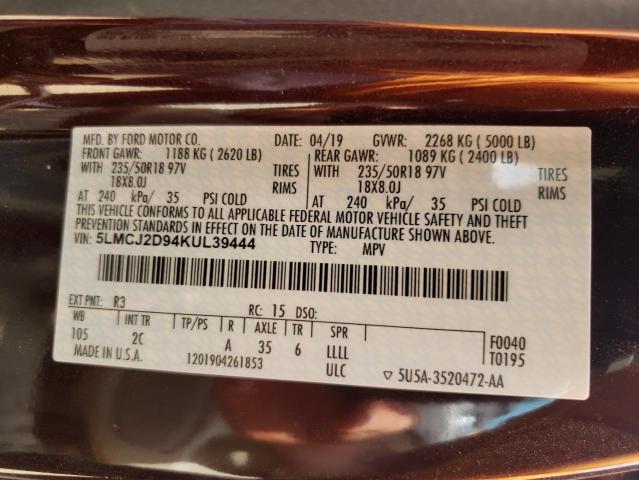 MFD. BY FORD MOTOR CO. DATE: 04/19 GVWR: 2268 KG ( 5000 LB)
FRONT GAWR: 1188 KG ( 2620 LB) REAR GAWR: 1089 KG ( 2400 LB)
WITH 235/50R18 97V TIRES WITH 235/50R18 97V TIRES
18X8.0J RIMS 18X8.0J RIMS
AT 240 kPa/ 35 PSI COLD AT 240 kPa/ 35 PSI COLD
THIS VEHICLE CONFORMS TO ALL APPLICABLE FEDERAL MOTOR VEHICLE SAFETY AND THEFT
PREVENTION STANDARDS IN EFFECT ON THE DATE OF MANUFACTURE SHOWN ABOVE.
VIN: 5LMCJ2D94KUL39444 TYPE: MPV
EXT PNT: R3 RC: 15 DSO:
WB INT TR TP/PS R AXLE TR SPR F0040
105 2C A 35 6 LLLL T0195
MADE IN U.S.A. 1201904261853 ULC ▽ 5U5A-3520472-AA